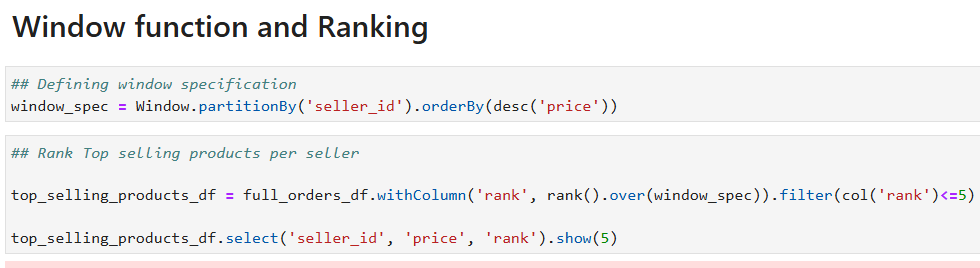 Window function and Ranking
## Defining window specification
window_spec = Window.partitionBy('seller_id').orderBy(desc('price'))
## Rank Top selling products per seller
top_selling_products_df = full_orders_df.withColumn('rank', rank().over(window_spec)).filter(col('rank')<=5)
top_selling_products_df.select('seller_id', 'price', 'rank').show(5)